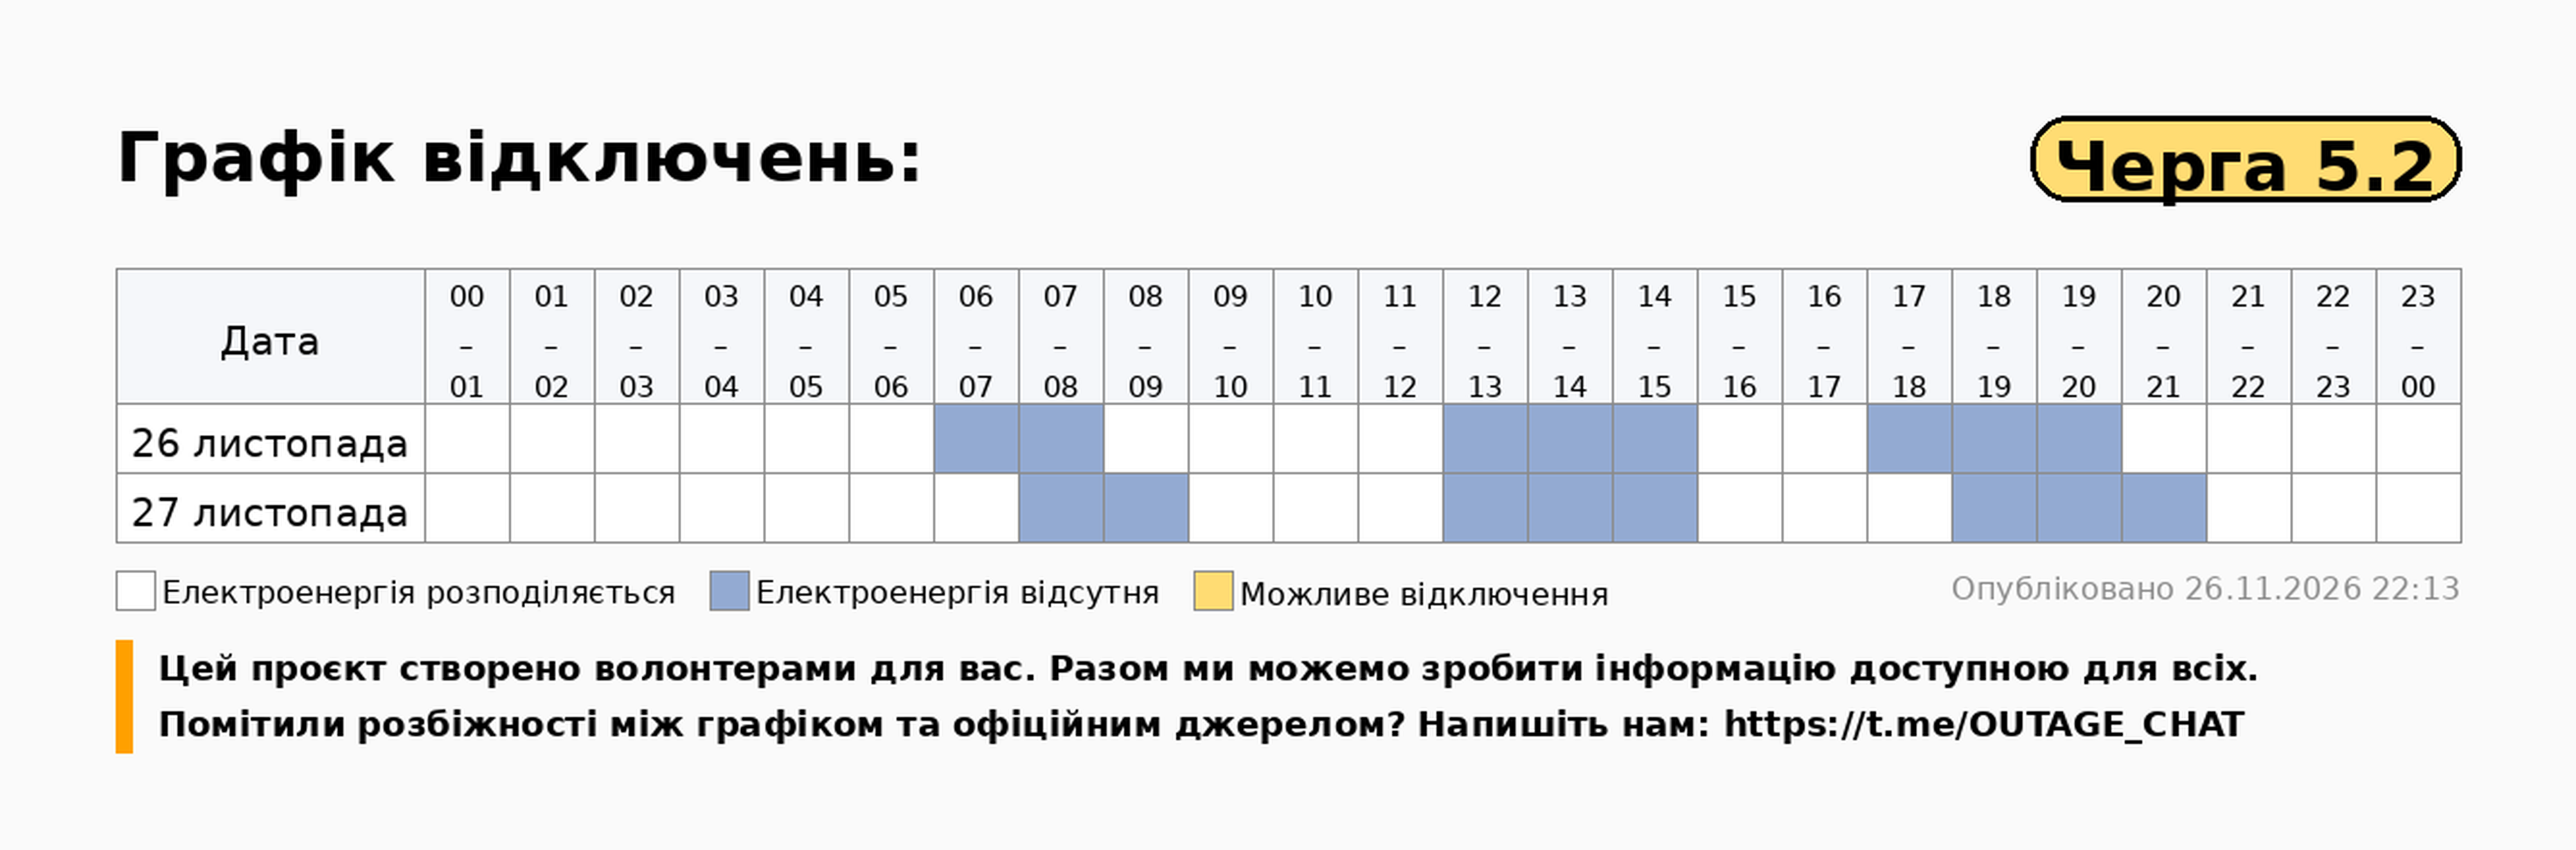 Графік відключень:
Черга 5.2
Дата
00 – 01
01 – 02
02 – 03
03 – 04
04 – 05
05 – 06
06 – 07
07 – 08
08 – 09
09 – 10
10 – 11
11 – 12
12 – 13
13 – 14
14 – 15
15 – 16
16 – 17
17 – 18
18 – 19
19 – 20
20 – 21
21 – 22
22 – 23
23 – 00
26 листопада
27 листопада
Електроенергія розподіляється
Електроенергія відсутня
Можливе відключення
Опубліковано 26.11.2026 22:13
Цей проєкт створено волонтерами для вас. Разом ми можемо зробити інформацію доступною для всіх.
Помітили розбіжності між графіком та офіційним джерелом? Напишіть нам: https://t.me/OUTAGE_CHAT